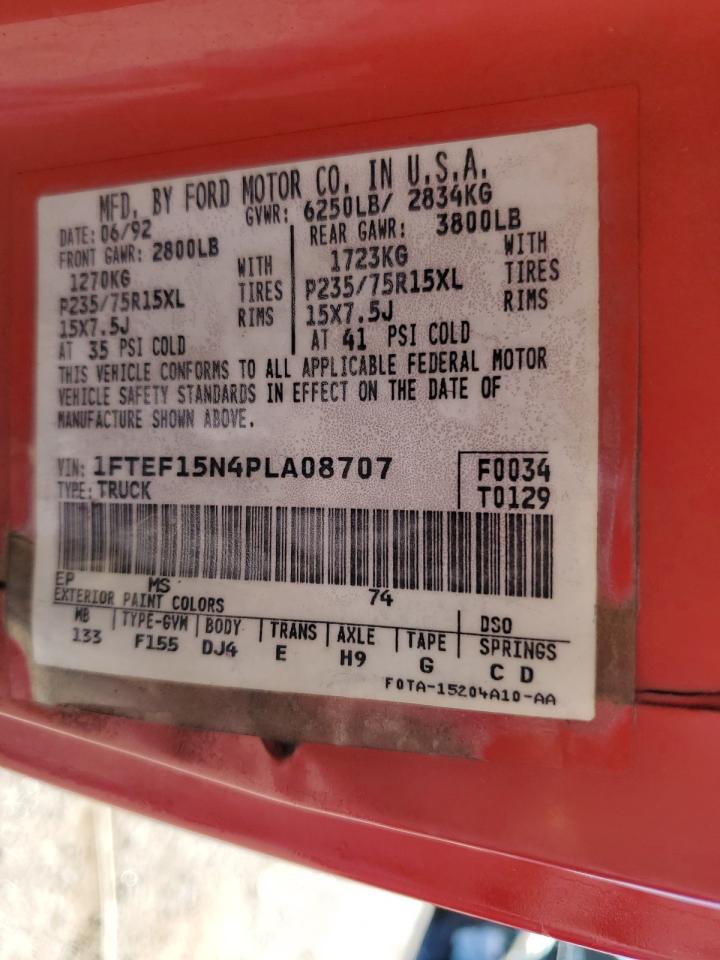 MFD. BY FORD MOTOR CO. IN U.S.A.
DATE: 06/92 GVWR: 6250LB/ 2834KG
FRONT GAWR: 2800LB REAR GAWR: 3800LB
1270KG WITH 1723KG WITH
P235/75R15XL TIRES P235/75R15XL TIRES
15X7.5J RIMS 15X7.5J RIMS
AT 35 PSI COLD AT 41 PSI COLD
THIS VEHICLE CONFORMS TO ALL APPLICABLE FEDERAL MOTOR
VEHICLE SAFETY STANDARDS IN EFFECT ON THE DATE OF
MANUFACTURE SHOWN ABOVE.
VIN: 1FTEF15N4PLA08707 F0034
TYPE: TRUCK T0129
EP MS 74
EXTERIOR PAINT COLORS DSO
WB TYPE-GVW BODY TRANS AXLE TAPE SPRINGS
133 F155 DJ4 E H9 G C D
F0TA-15204A10-AA